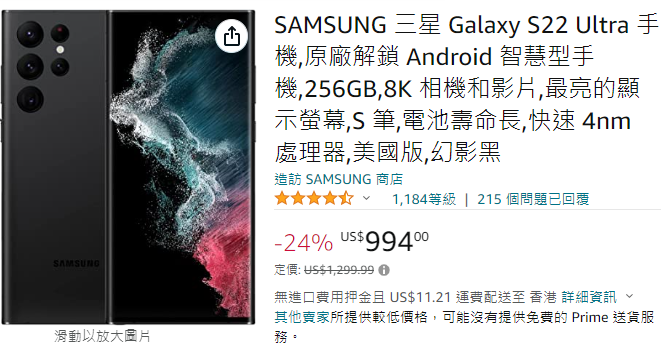 SAMSUNG 三星 Galaxy S22 Ultra 手
機,原廠解鎖 Android 智慧型手
機,256GB,8K 相機和影片,最亮的顯
示螢幕,S 筆,電池壽命長,快速 4nm
處理器,美國版,幻影黑
造訪 SAMSUNG 商店
1,184等級 | 215 個問題已回覆
-24% US$99400
定價: US$1,299.99
無進口費用押金且 US$11.21 運費配送至 香港 詳細資訊
其他賣家所提供較低價格，可能沒有提供免費的 Prime 送貨服
務。
SAMSUNG
滑動以放大圖片